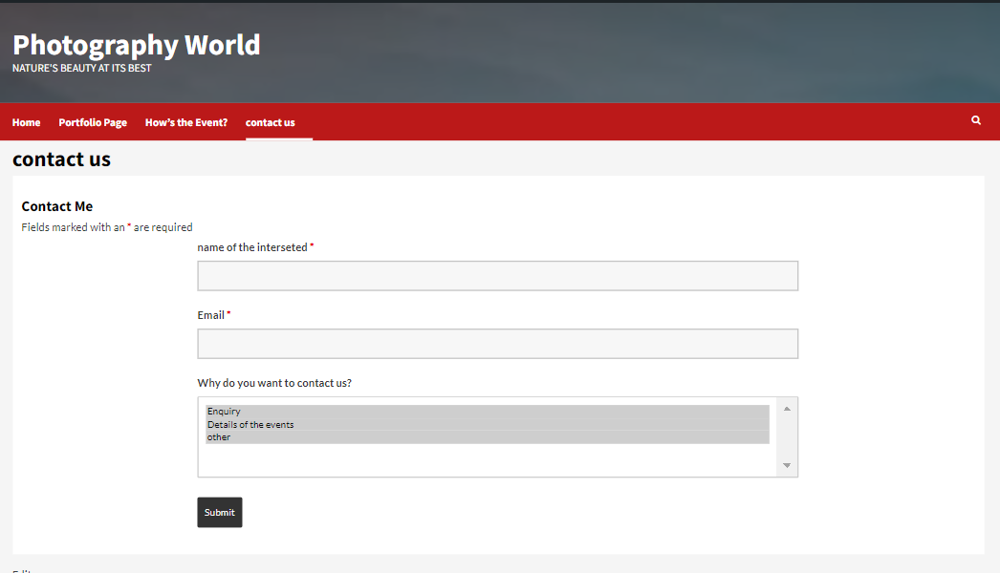 Photography World
NATURE'S BEAUTY AT ITS BEST
Home Portfolio Page How's the Event? contact us
contact us
Contact Me
Fields marked with an * are required
name of the interseted *
Email *
Why do you want to contact us?
Enquiry
Details of the events
other
Submit